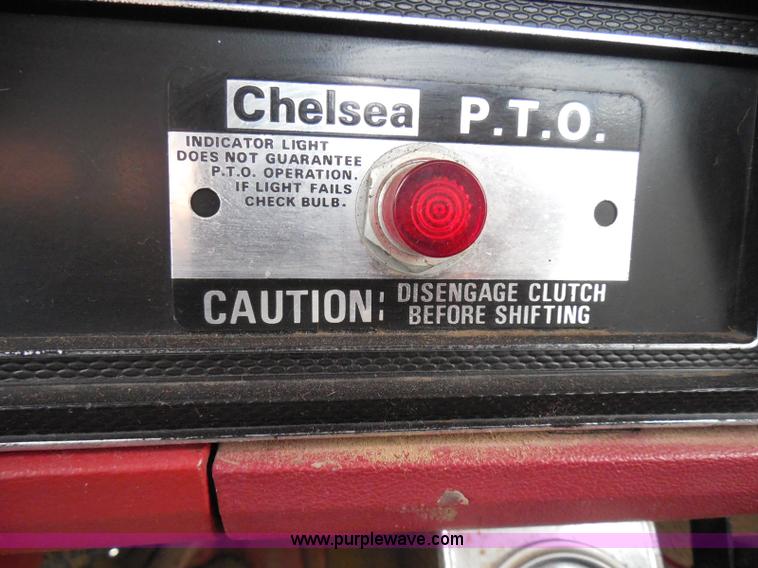 Chelsea P.T.O.
INDICATOR LIGHT
DOES NOT GUARANTEE
P.T.O. OPERATION.
IF LIGHT FAILS
CHECK BULB.
CAUTION: DISENGAGE CLUTCH
BEFORE SHIFTING
www.purplewave.com